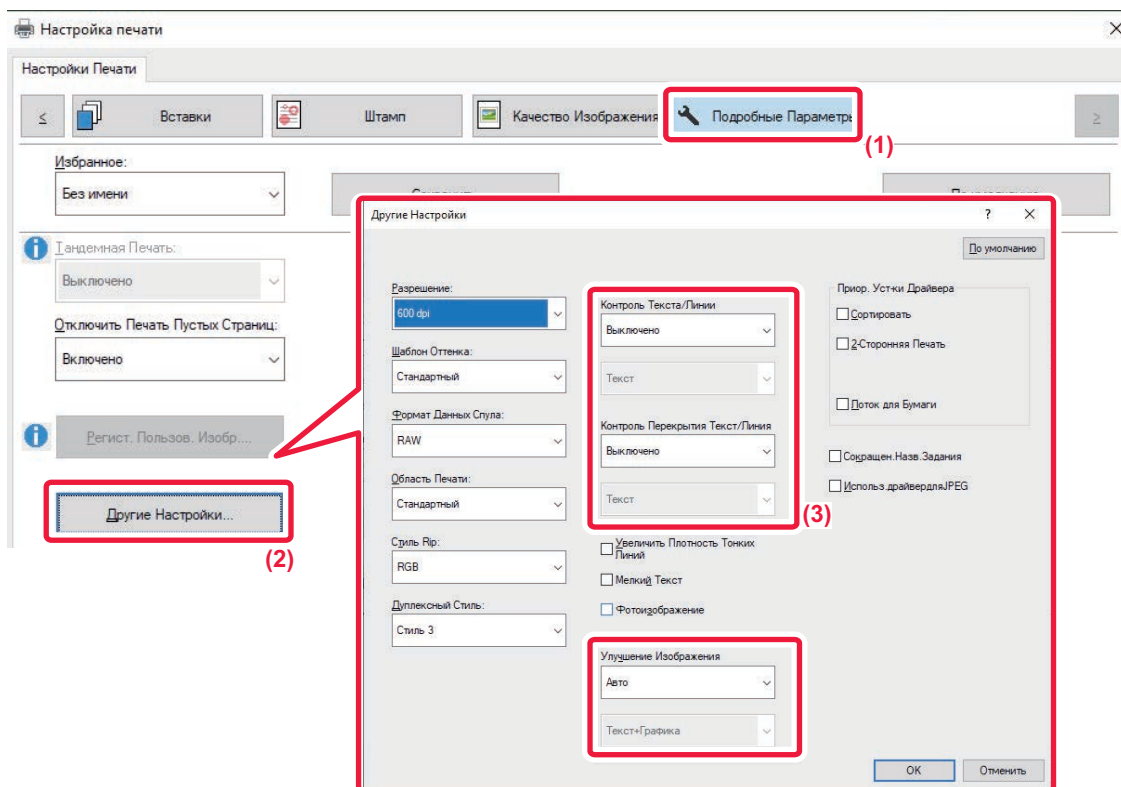 Настройка печати
Настройки Печати
<
Вставки
Штамп
Качество Изображения
Подробные Параметры
>
(1)
Избранное:
Без имени
Тандемная Печать:
Выключено
Отключить Печать Пустых Страниц:
Включено
Регист. Пользов. Изобр....
Другие Настройки...
(2)
Другие Настройки
?
По умолчанию
Разрешение:
600 dpi
Шаблон Оттенка:
Стандартный
Формат Данных Спула:
RAW
Область Печати:
Стандартный
Стиль Rip:
RGB
Дуплексный Стиль:
Стиль 3
Контроль Текста/Линии
Выключено
Текст
Контроль Перекрытия Текст/Линия
Выключено
Текст
(3)
Увеличить Плотность Тонких
Линий
Мелкий Текст
Фотоизображение
Улучшение Изображения
Авто
Текст+Графика
Приор. Уст-ки Драйвера
Сортировать
2-Сторонняя Печать
Лоток для Бумаги
Сокращен.Назв.Задания
Использ.драйвердляJPEG
OK
Отменить